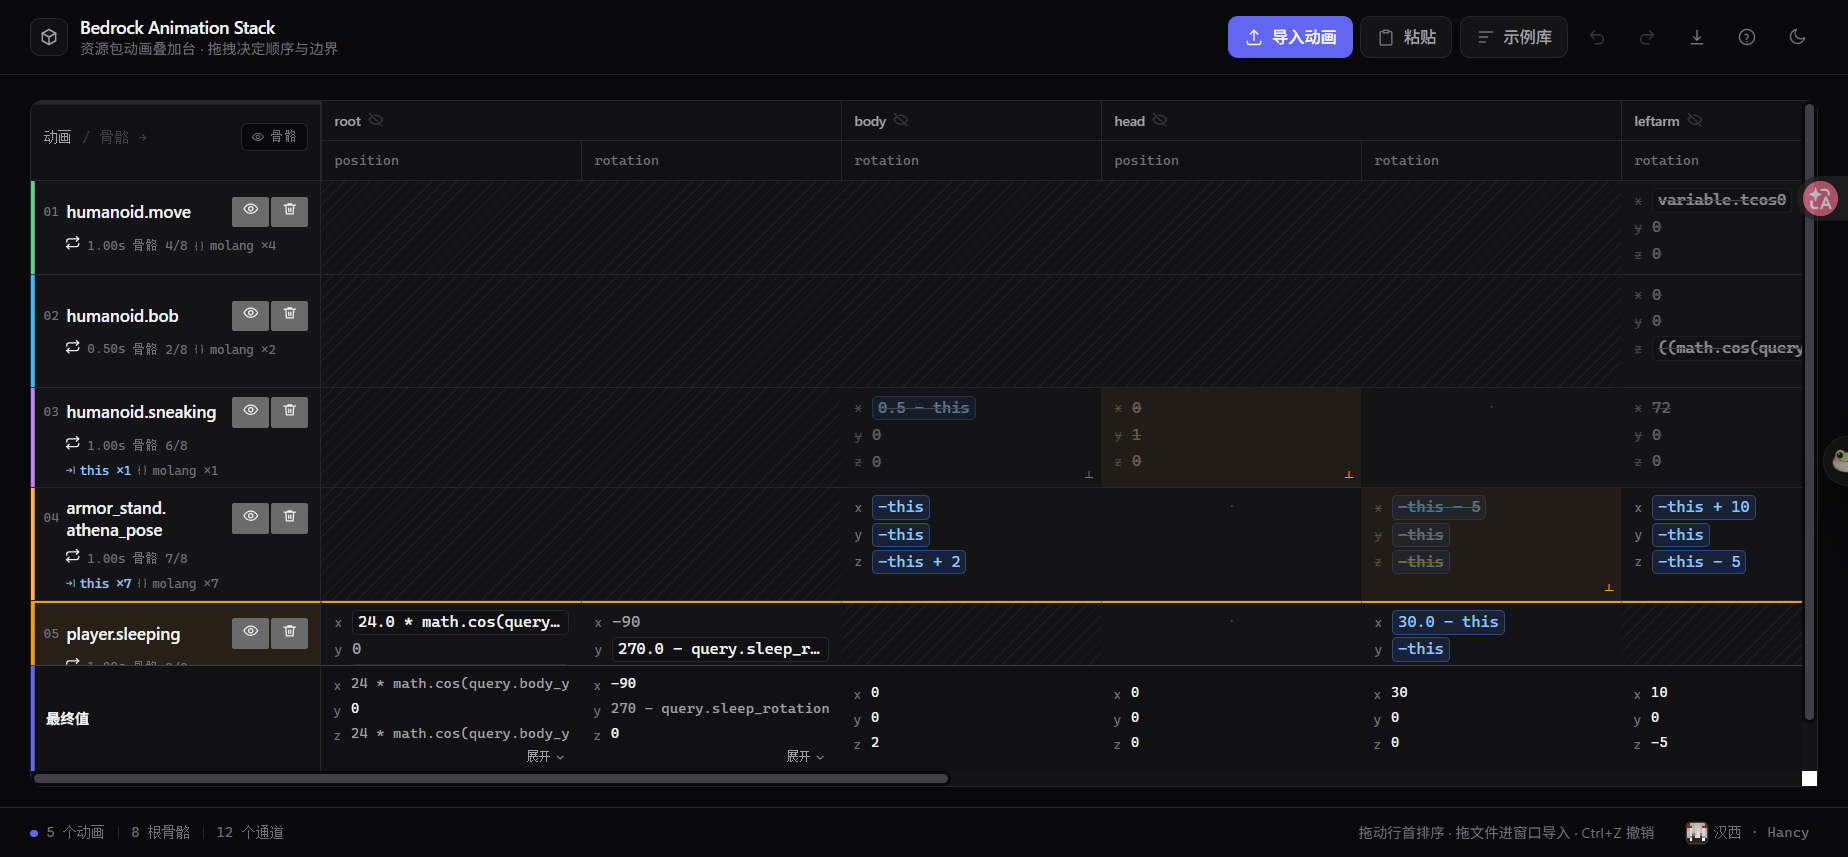 Bedrock Animation Stack
资源包动画叠加台 · 拖拽决定顺序与边界
导入动画
粘贴
示例库
动画 / 骨骼 →
骨骼
root
body
head
leftarm
position
rotation
rotation
position
rotation
rotation
01 humanoid.move
1.00s 骨骼 4/8 molang ×4
x variable.tcos0
y 0
z 0
02 humanoid.bob
0.50s 骨骼 2/8 molang ×2
x 0
y 0
z ((math.cos(query
03 humanoid.sneaking
1.00s 骨骼 6/8
this ×1 molang ×1
x 0.5 - this
y 0
z 0
x 0
y 1
z 0
x 72
y 0
z 0
04 armor_stand.
athena_pose
1.00s 骨骼 7/8
this ×7 molang ×7
x -this
y -this
z -this + 2
x -this - 5
y -this
z -this
x -this + 10
y -this
z -this - 5
05 player.sleeping
x 24.0 * math.cos(query…
y 0
x -90
y 270.0 - query.sleep_r…
x 30.0 - this
y -this
最终值
x 24 * math.cos(query.body_y
y 0
z 24 * math.cos(query.body_y
展开
x -90
y 270 - query.sleep_rotation
z 0
展开
x 0
y 0
z 2
x 0
y 0
z 0
x 30
y 0
z 0
x 10
y 0
z -5
5 个动画 | 8 根骨骼 | 12 个通道
拖动行首排序 · 拖文件进窗口导入 · Ctrl+Z 撤销
汉西 · Hancy